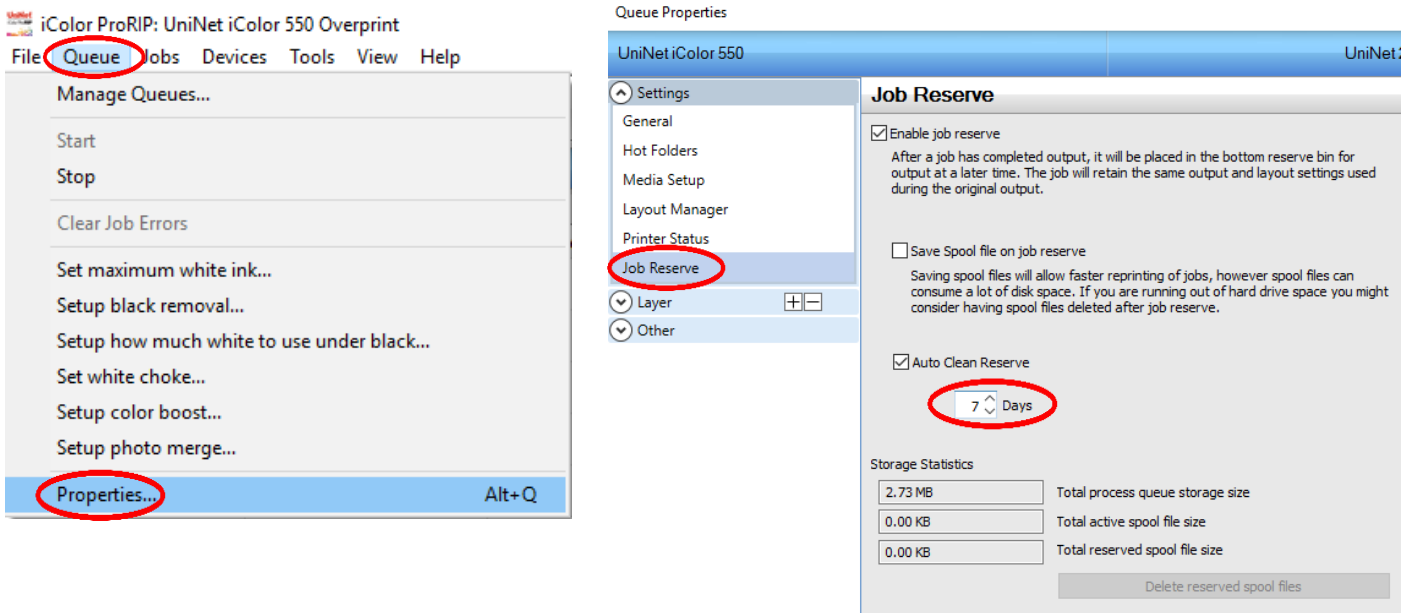 iColor ProRIP: UniNet iColor 550 Overprint
File Queue Jobs Devices Tools View Help
Manage Queues...
Start
Stop
Clear Job Errors
Set maximum white ink...
Setup black removal...
Setup how much white to use under black...
Set white choke...
Setup color boost...
Setup photo merge...
Properties... Alt+Q
Queue Properties
UniNet iColor 550 UniNet
Settings
General
Hot Folders
Media Setup
Layout Manager
Printer Status
Job Reserve
Layer
Other
Job Reserve
Enable job reserve
After a job has completed output, it will be placed in the bottom reserve bin for
output at a later time. The job will retain the same output and layout settings used
during the original output.
Save Spool file on job reserve
Saving spool files will allow faster reprinting of jobs, however spool files can
consume a lot of disk space. If you are running out of hard drive space you might
consider having spool files deleted after job reserve.
Auto Clean Reserve
7 Days
Storage Statistics
2.73 MB Total process queue storage size
0.00 KB Total active spool file size
0.00 KB Total reserved spool file size
Delete reserved spool files